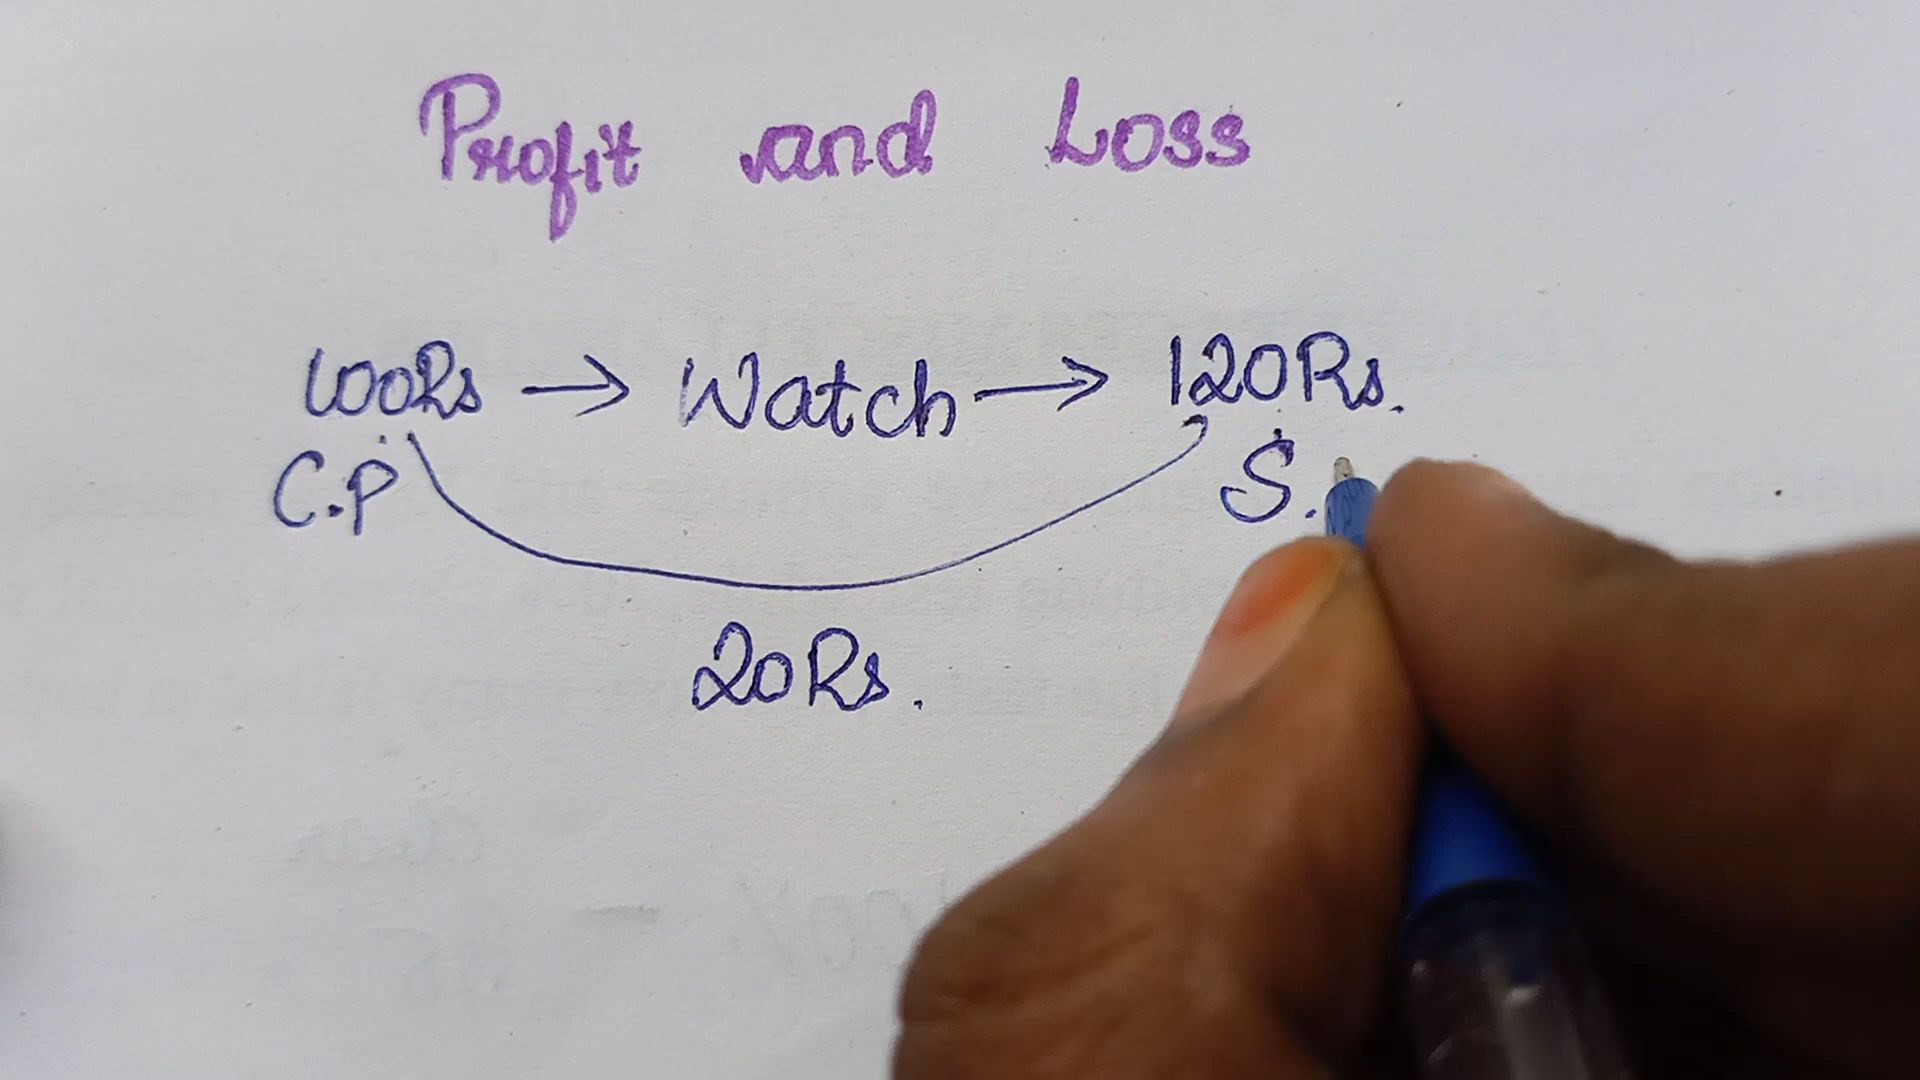 Profit and Loss
100Rs → Watch → 120Rs.
C.P S.
20Rs.